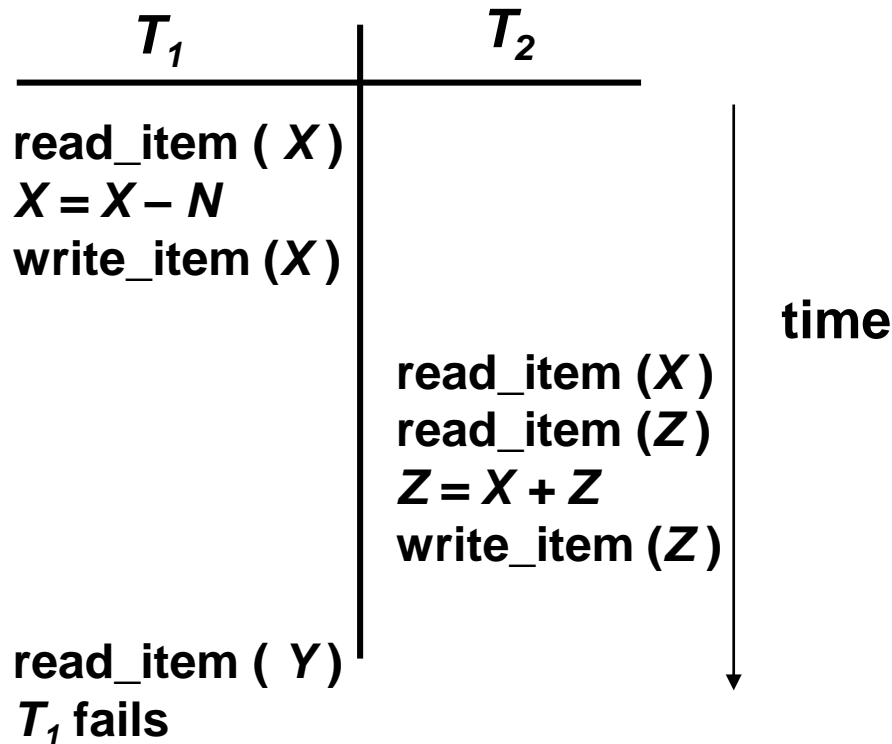 T1 T2
read_item ( X )
X = X – N
write_item (X )
time
read_item (X )
read_item (Z )
Z = X + Z
write_item (Z )
read_item ( Y )
T1 fails